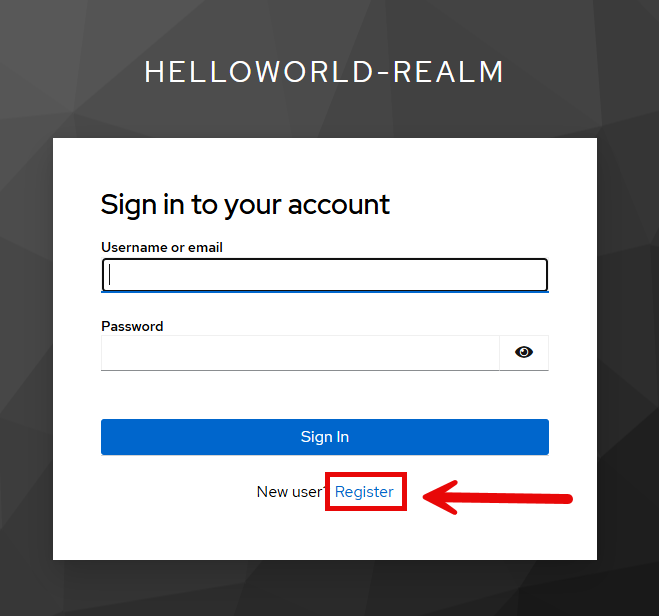 HELLOWORLD-REALM
Sign in to your account
Username or email
Password
Sign In
New user? Register